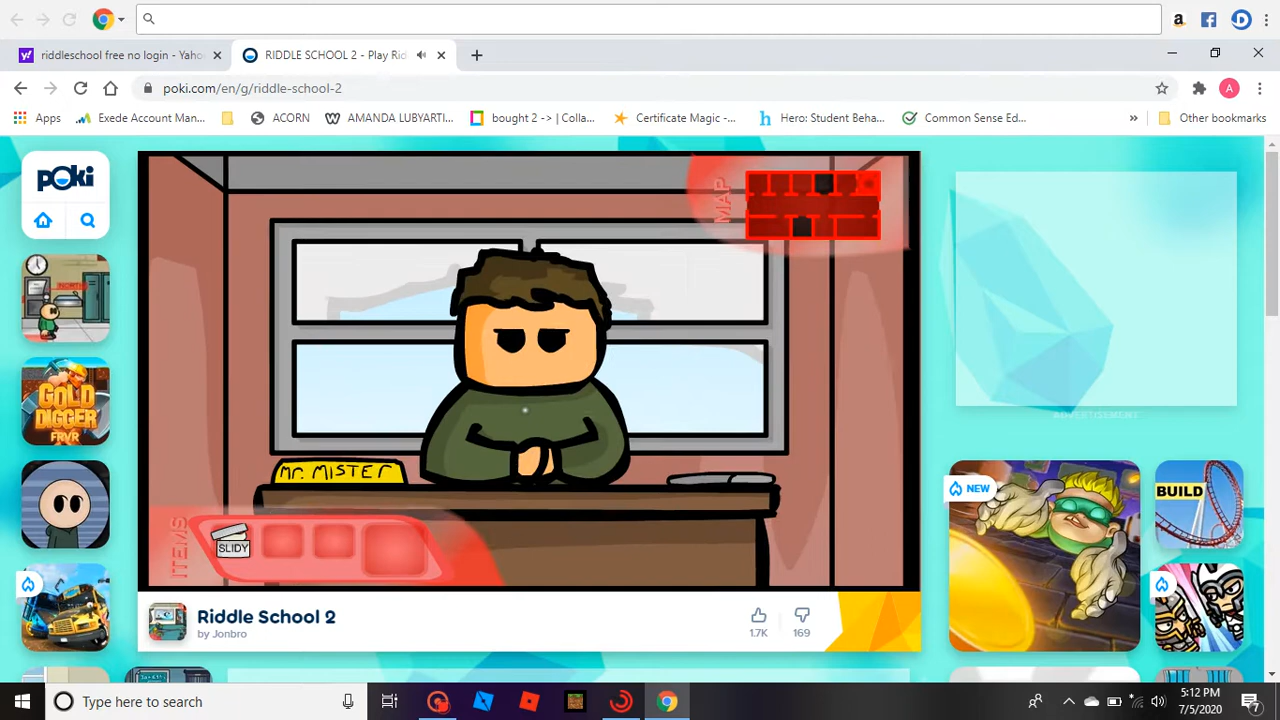 riddleschool free no login - Yaho
RIDDLE SCHOOL 2 - Play Rid
poki.com/en/g/riddle-school-2
A
Apps
Exede Account Man...
ACORN
AMANDA LUBYARTI...
bought 2 -> | Colla...
Certificate Magic -...
Hero: Student Beha...
Common Sense Ed...
»
Other bookmarks
poki
MAP
MR. MISTER
ITEMS
SLIDY
NORTH
GOLD
DIGGER
FRVR
ADVERTISEMENT
NEW
BUILD
Riddle School 2
by Jonbro
1.7K
169
Type here to search
5:12 PM
7/5/2020
7